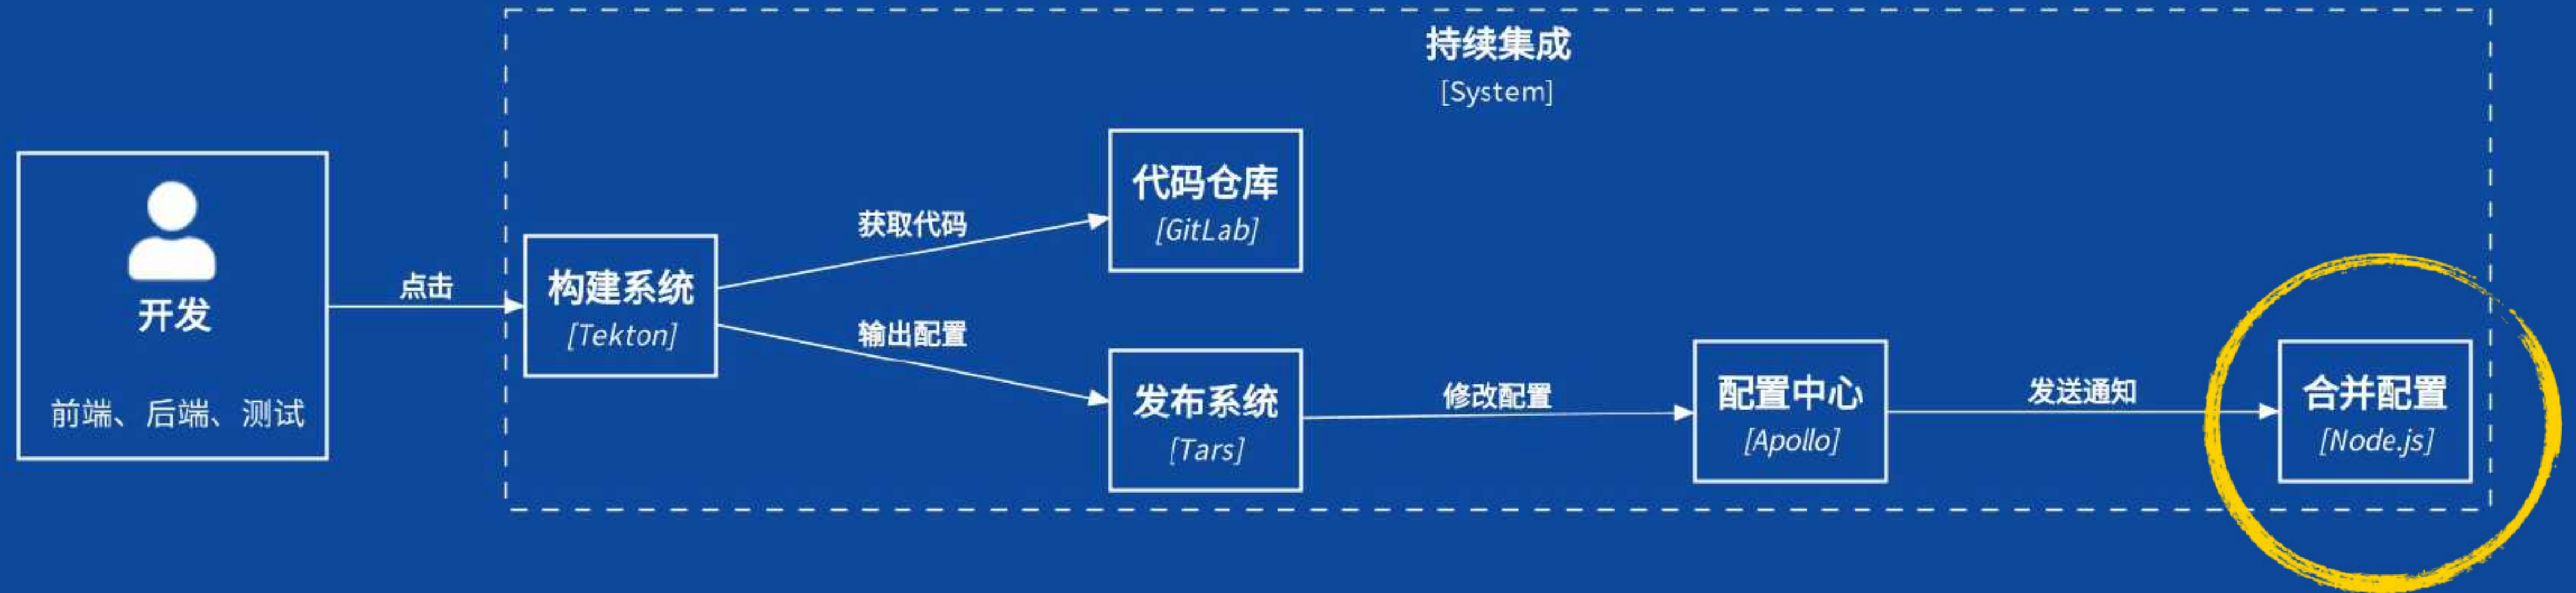 持续集成
[System]
开发
前端、后端、测试
点击
构建系统
[Tekton]
获取代码
代码仓库
[GitLab]
输出配置
发布系统
[Tars]
修改配置
配置中心
[Apollo]
发送通知
合并配置
[Node.js]